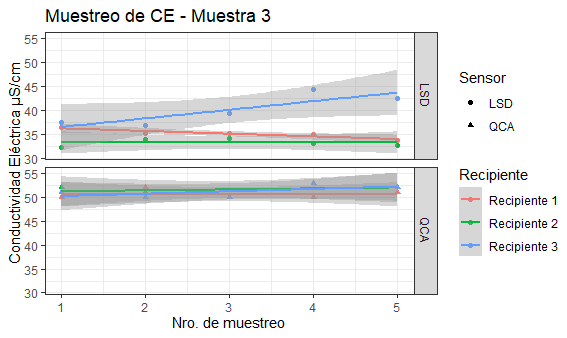 Muestreo de CE - Muestra 3
Conductividad Eléctrica µS/cm
55
50
45
40
35
30
LSD
55
50
45
40
35
30
QCA
1
2
3
4
5
Nro. de muestreo
Sensor
LSD
QCA
Recipiente
Recipiente 1
Recipiente 2
Recipiente 3